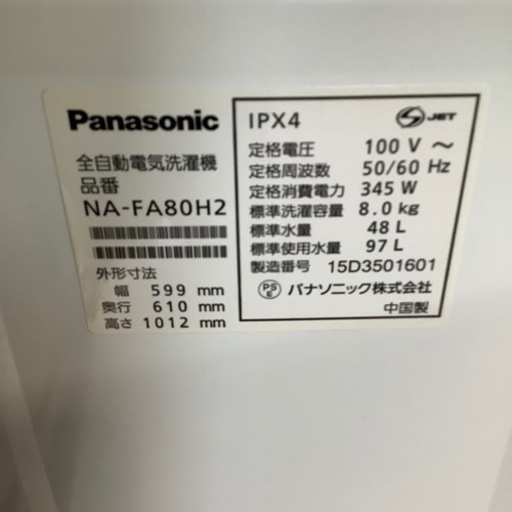 Panasonic
全自動電気洗濯機
品番
NA-FA80H2
外形寸法
幅 599 mm
奥行 610 mm
高さ 1012 mm
IPX4
S JET
定格電圧 100 V ～
定格周波数 50/60 Hz
定格消費電力 345 W
標準洗濯容量 8.0 kg
標準水量 48 L
標準使用水量 97 L
製造番号 15D3501601
PSE パナソニック株式会社
中国製